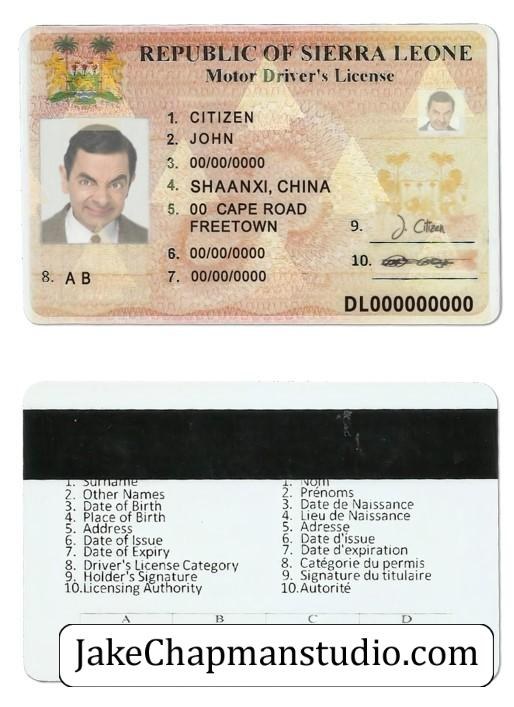 REPUBLIC OF SIERRA LEONE
Motor Driver's License
1. CITIZEN
2. JOHN
3. 00/00/0000
4. SHAANXI, CHINA
5. 00 CAPE ROAD
FREETOWN
6. 00/00/0000
7. 00/00/0000
8. A B
9. J. Citizen
10.
DL000000000
1. Surname
2. Other Names
3. Date of Birth
4. Place of Birth
5. Address
6. Date of Issue
7. Date of Expiry
8. Driver's License Category
9. Holder's Signature
10.Licensing Authority
1. Nom
2. Prénoms
3. Date de Naissance
4. Lieu de Naissance
5. Adresse
6. Date d'issue
7. Date d'expiration
8. Catégorie du permis
9. Signature du titulaire
10.Autorité
A B C D
JakeChapmanstudio.com